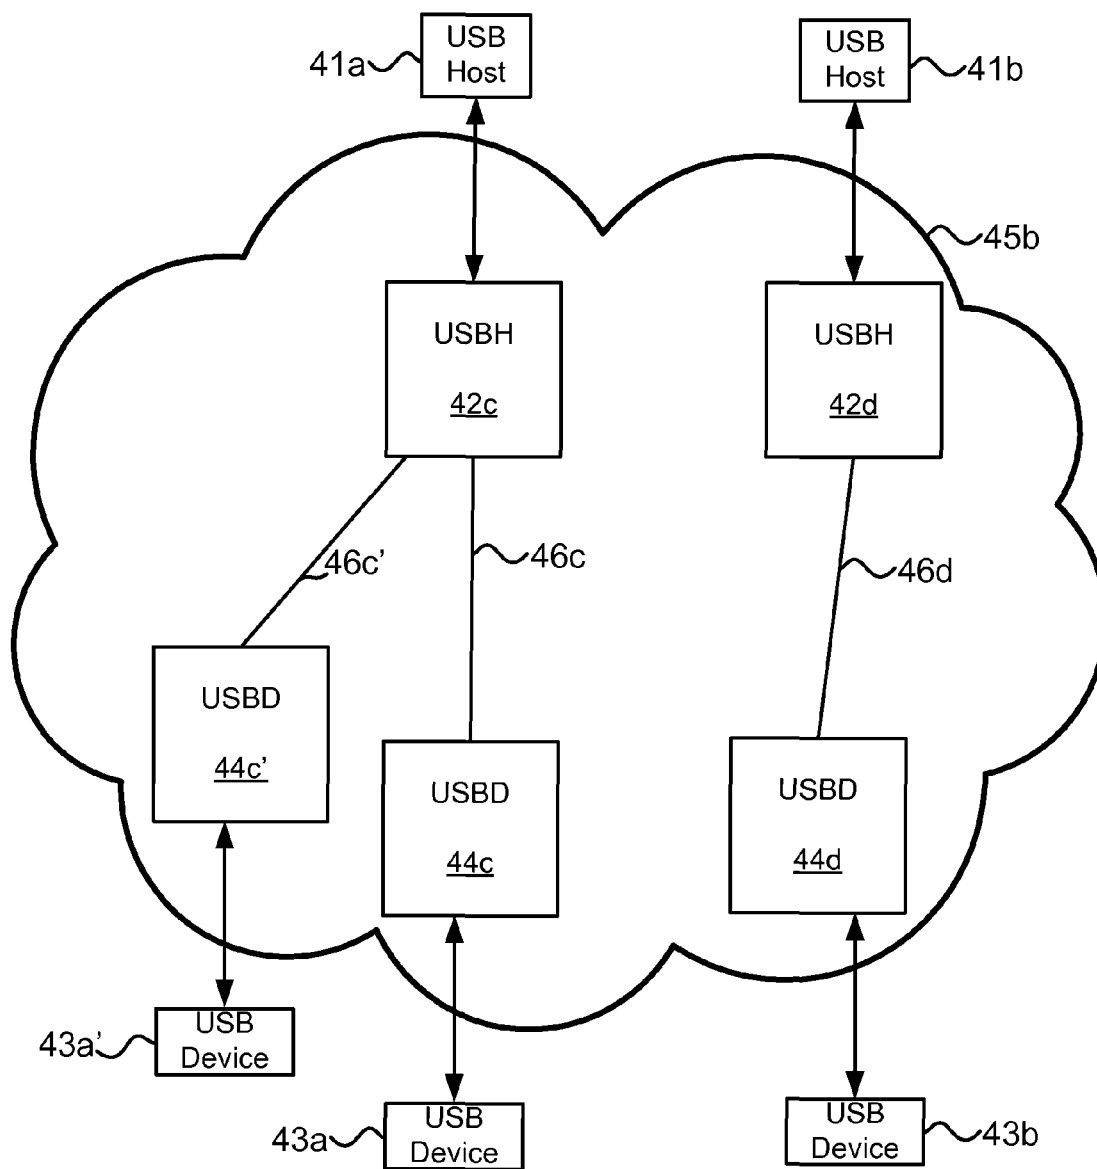 USB
Host
41a
USB
Host
41b
45b
USBH
42c
USBH
42d
46c’
46c
46d
USBD
44c’
USBD
44c
USBD
44d
USB
Device
43a’
USB
Device
43a
USB
Device
43b